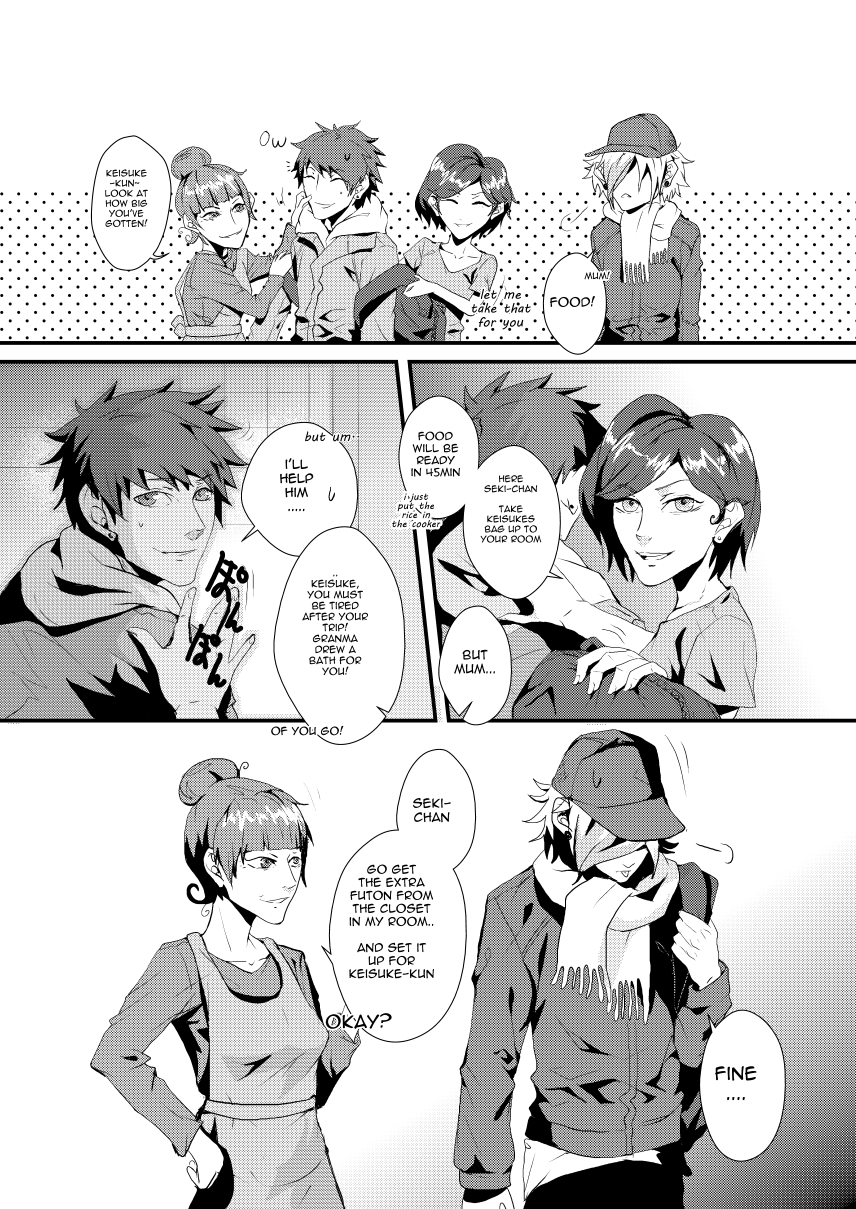 KEISUKE
-KUN-
LOOK AT
HOW BIG
YOU'VE
GOTTEN!
OW
let me
take that
for you
MUM!
FOOD!
but um..
I'LL
HELP
HIM
.....
ぽんぽん
..
KEISUKE,
YOU MUST
BE TIRED
AFTER YOUR
TRIP!
GRANMA
DREW A
BATH FOR
YOU!
OF YOU GO!
FOOD
WILL BE
READY
IN 45MIN
i just
put the
rice in
the cooker
HERE
SEKI-CHAN
TAKE
KEISUKES
BAG UP TO
YOUR ROOM
BUT
MUM...
SEKI-
CHAN
GO GET
THE EXTRA
FUTON FROM
THE CLOSET
IN MY ROOM..
AND SET IT
UP FOR
KEISUKE-KUN
OKAY?
FINE
....